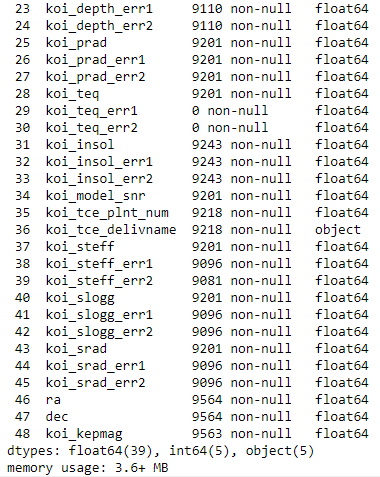 23 koi_depth_err1 9110 non-null float64
24 koi_depth_err2 9110 non-null float64
25 koi_prad 9201 non-null float64
26 koi_prad_err1 9201 non-null float64
27 koi_prad_err2 9201 non-null float64
28 koi_teq 9201 non-null float64
29 koi_teq_err1 0 non-null float64
30 koi_teq_err2 0 non-null float64
31 koi_insol 9243 non-null float64
32 koi_insol_err1 9243 non-null float64
33 koi_insol_err2 9243 non-null float64
34 koi_model_snr 9201 non-null float64
35 koi_tce_plnt_num 9218 non-null float64
36 koi_tce_delivname 9218 non-null object
37 koi_steff 9201 non-null float64
38 koi_steff_err1 9096 non-null float64
39 koi_steff_err2 9081 non-null float64
40 koi_slogg 9201 non-null float64
41 koi_slogg_err1 9096 non-null float64
42 koi_slogg_err2 9096 non-null float64
43 koi_srad 9201 non-null float64
44 koi_srad_err1 9096 non-null float64
45 koi_srad_err2 9096 non-null float64
46 ra 9564 non-null float64
47 dec 9564 non-null float64
48 koi_kepmag 9563 non-null float64
dtypes: float64(39), int64(5), object(5)
memory usage: 3.6+ MB